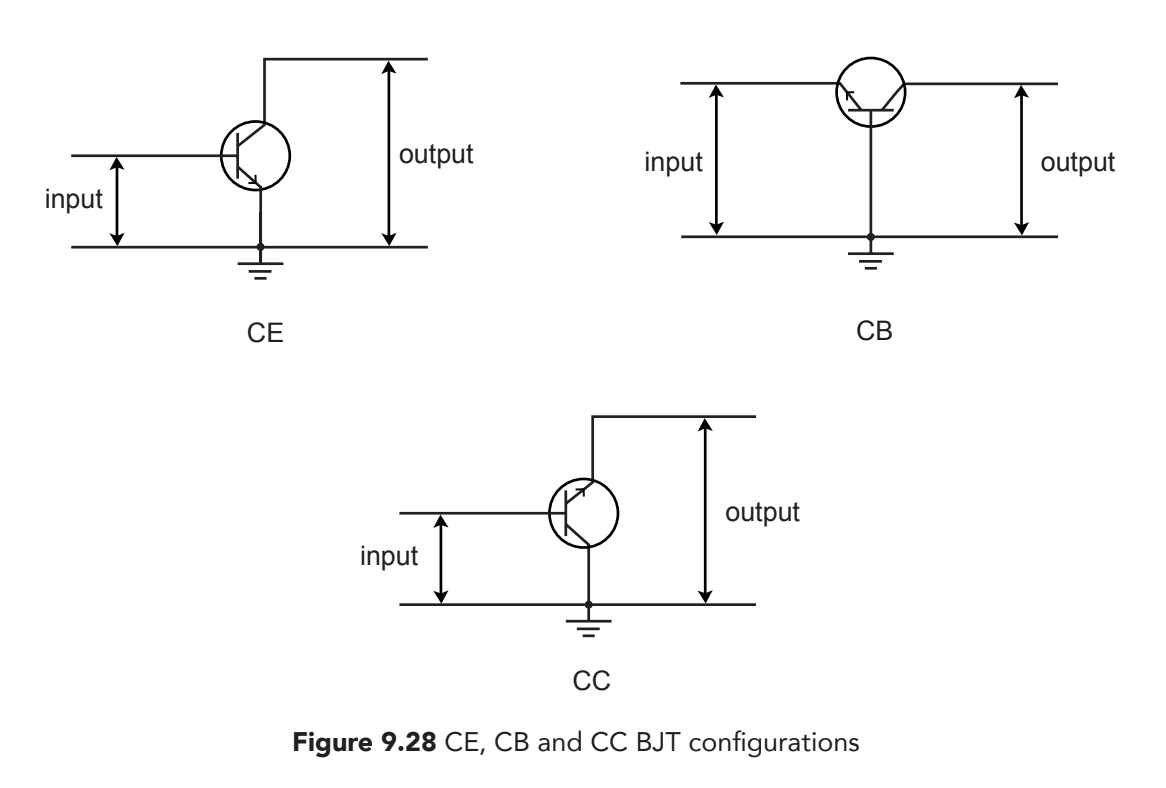 output
input
CE
input
output
CB
output
input
CC
Figure 9.28 CE, CB and CC BJT configurations